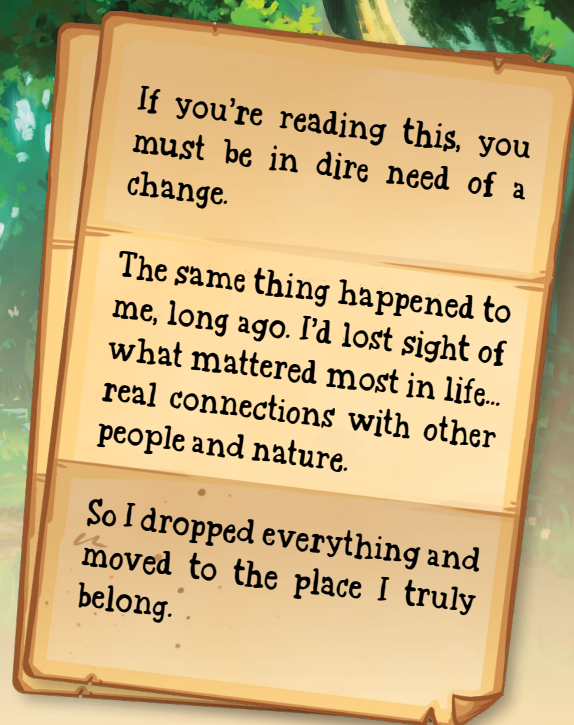 If you're reading this, you
must be in dire need of a
change.
The same thing happened to
me, long ago. I'd lost sight of
what mattered most in life...
real connections with other
people and nature.
So I dropped everything and
moved to the place I truly
belong.